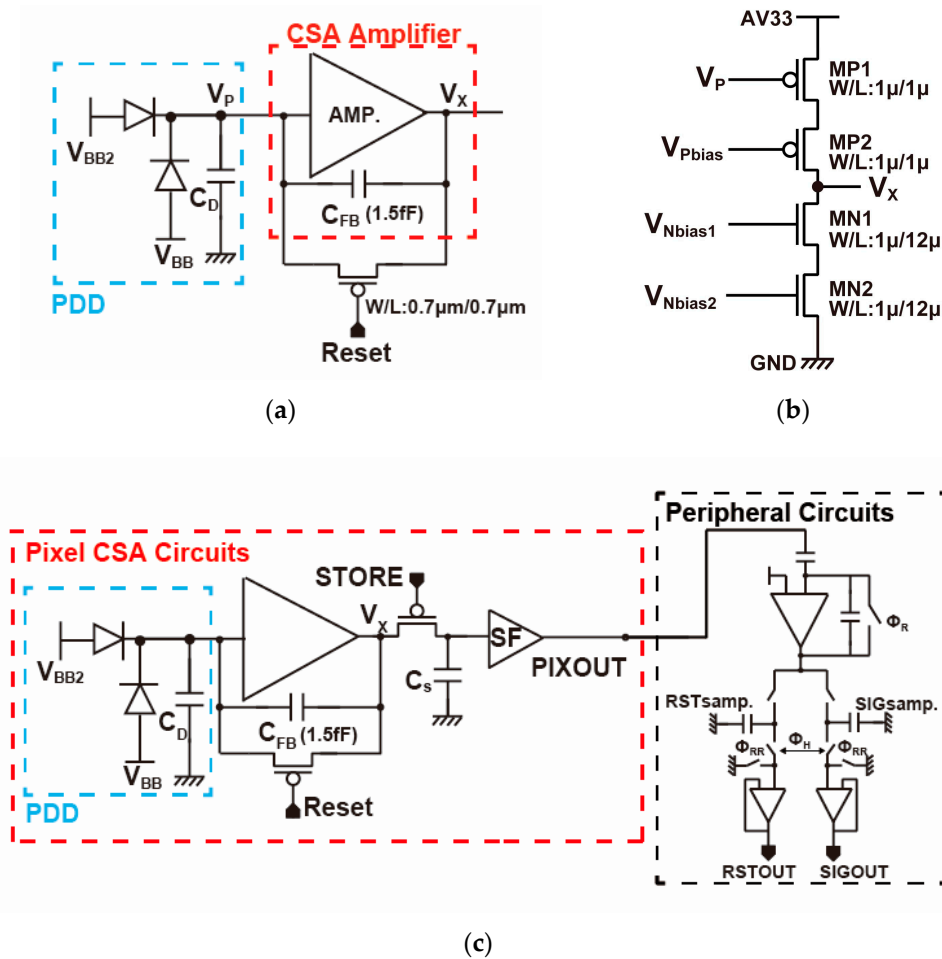 CSA Amplifier
V_P
V_X
AMP.
V_BB2
C_D
C_FB (1.5fF)
V_BB
PDD
W/L:0.7μm/0.7μm
Reset
(a)
AV33
MP1
V_P
W/L:1μ/1μ
MP2
V_Pbias
W/L:1μ/1μ
V_X
MN1
V_Nbias1
W/L:1μ/12μ
MN2
V_Nbias2
W/L:1μ/12μ
GND
(b)
Peripheral Circuits
Pixel CSA Circuits
STORE
V_X
SF
PIXOUT
Φ_R
V_BB2
C_D
C_S
C_FB (1.5fF)
V_BB
Reset
PDD
RSTsamp.
SIGsamp.
Φ_RR
Φ_H
Φ_RR
RSTOUT
SIGOUT
(c)